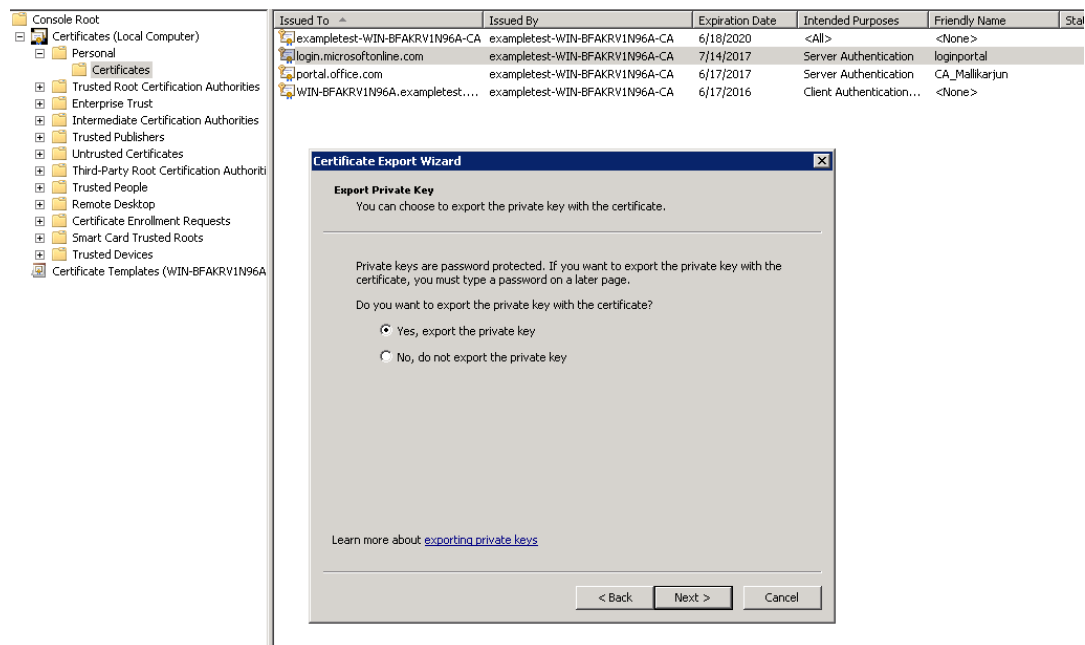 Console Root
Certificates (Local Computer)
Personal
Certificates
Trusted Root Certification Authorities
Enterprise Trust
Intermediate Certification Authorities
Trusted Publishers
Untrusted Certificates
Third-Party Root Certification Authoriti
Trusted People
Remote Desktop
Certificate Enrollment Requests
Smart Card Trusted Roots
Trusted Devices
Certificate Templates (WIN-BFAKRV1N96A
Issued To Issued By Expiration Date Intended Purposes Friendly Name Stat
exampletest-WIN-BFAKRV1N96A-CA exampletest-WIN-BFAKRV1N96A-CA 6/18/2020 <All> <None>
login.microsoftonline.com exampletest-WIN-BFAKRV1N96A-CA 7/14/2017 Server Authentication loginportal
portal.office.com exampletest-WIN-BFAKRV1N96A-CA 6/17/2017 Server Authentication CA_Mallikarjun
WIN-BFAKRV1N96A.exampletest.... exampletest-WIN-BFAKRV1N96A-CA 6/17/2016 Client Authentication... <None>
Certificate Export Wizard
Export Private Key
You can choose to export the private key with the certificate.
Private keys are password protected. If you want to export the private key with the
certificate, you must type a password on a later page.
Do you want to export the private key with the certificate?
Yes, export the private key
No, do not export the private key
Learn more about exporting private keys
< Back Next > Cancel